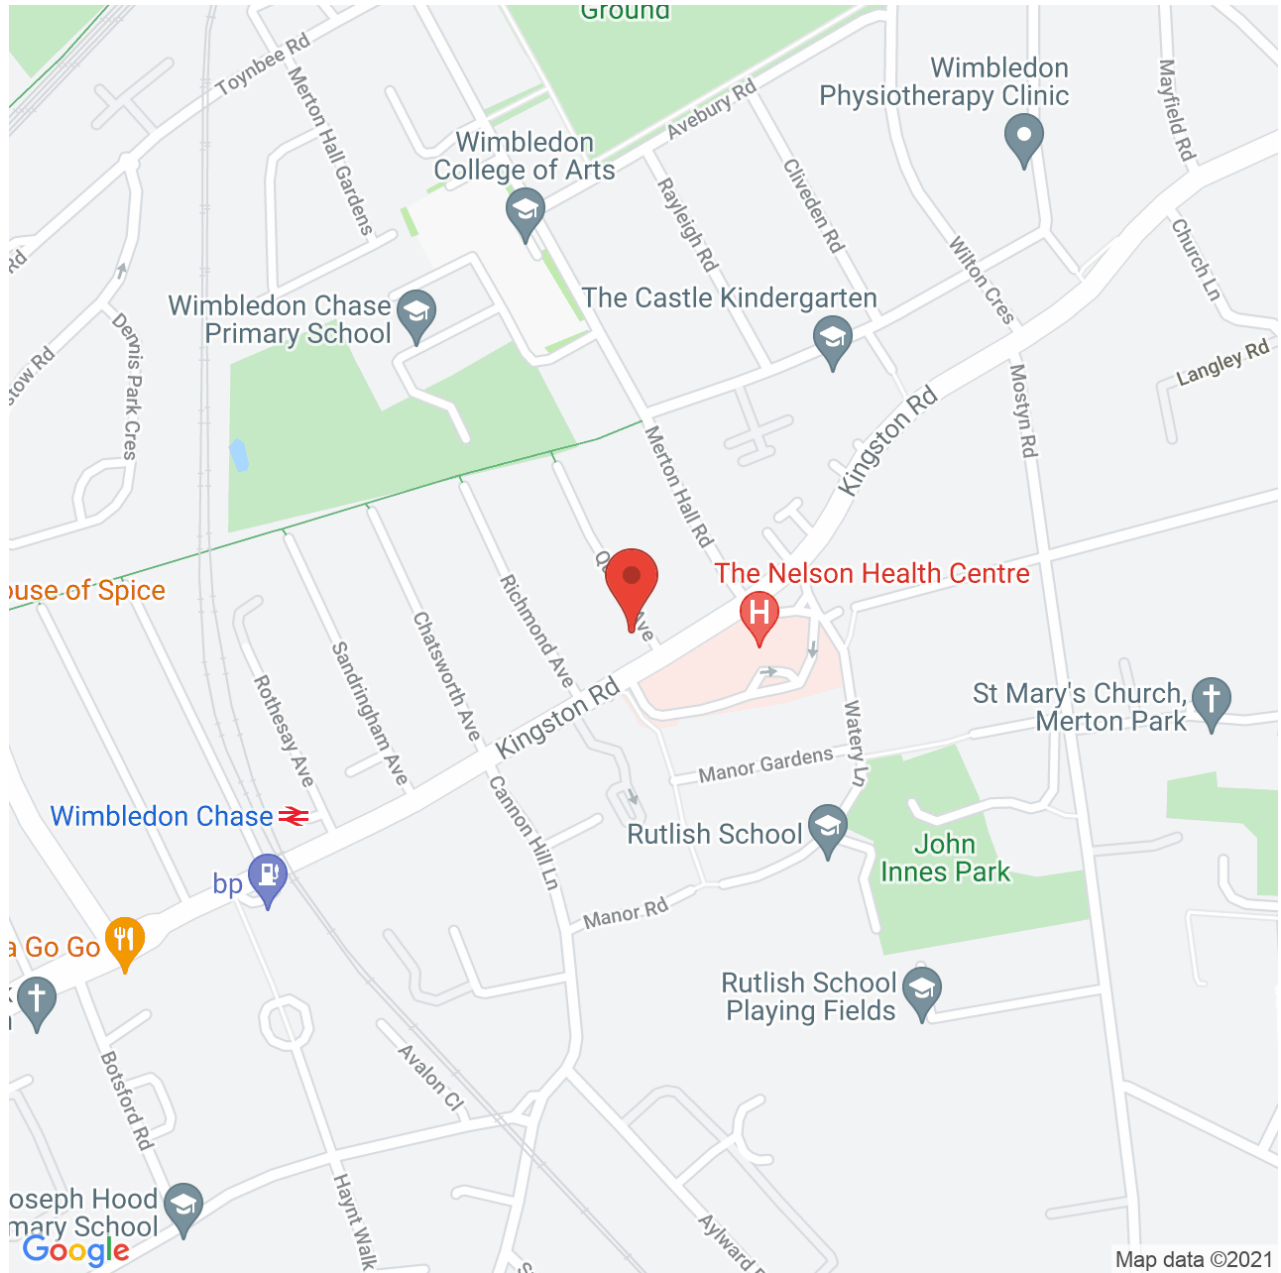 Ground
Toynbee Rd
Merton Hall Gardens
Wimbledon
College of Arts
Avebury Rd
Wimbledon
Physiotherapy Clinic
Mayfield Rd
Rayleigh Rd
Cliveden Rd
Wilton Cres
Church Ln
Rd
Wimbledon Chase
Primary School
The Castle Kindergarten
Dennis Park Cres
stow Rd
Langley Rd
Mostyn Rd
Kingston Rd
Merton Hall Rd
ouse of Spice
Ave
The Nelson Health Centre
H
Richmond Ave
Chatsworth Ave
Sandringham Ave
Rothesay Ave
Kingston Rd
Watery Ln
St Mary's Church,
Merton Park
Manor Gardens
Wimbledon Chase
Cannon Hill Ln
Rutlish School
John
Innes Park
bp
Manor Rd
a Go Go
Rutlish School
Playing Fields
Avalon Cl
Botsford Rd
Haynt Walk
oseph Hood
mary School
Aylward
Google
Map data ©2021